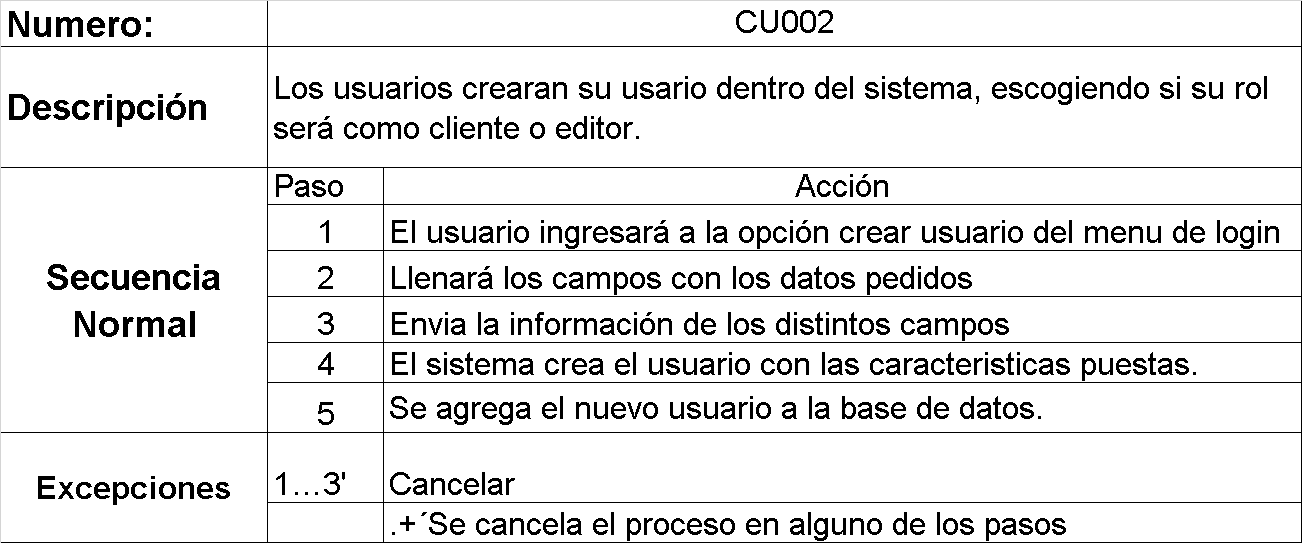 Numero:
CU002
Descripción
Los usuarios crearan su usario dentro del sistema, escogiendo si su rol
será como cliente o editor.
Secuencia
Normal
Paso
Acción
1
El usuario ingresará a la opción crear usuario del menu de login
2
Llenará los campos con los datos pedidos
3
Envia la información de los distintos campos
4
El sistema crea el usuario con las caracteristicas puestas.
5
Se agrega el nuevo usuario a la base de datos.
Excepciones
1…3'
Cancelar
.+´Se cancela el proceso en alguno de los pasos